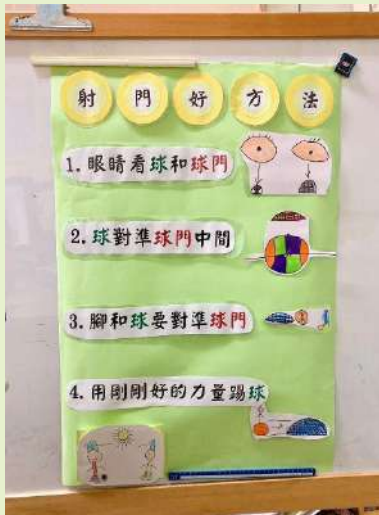 射門好方法
1. 眼睛看球和球門
2. 球對準球門中間
3. 腳和球要對準球門
4. 用剛剛好的力量踢球